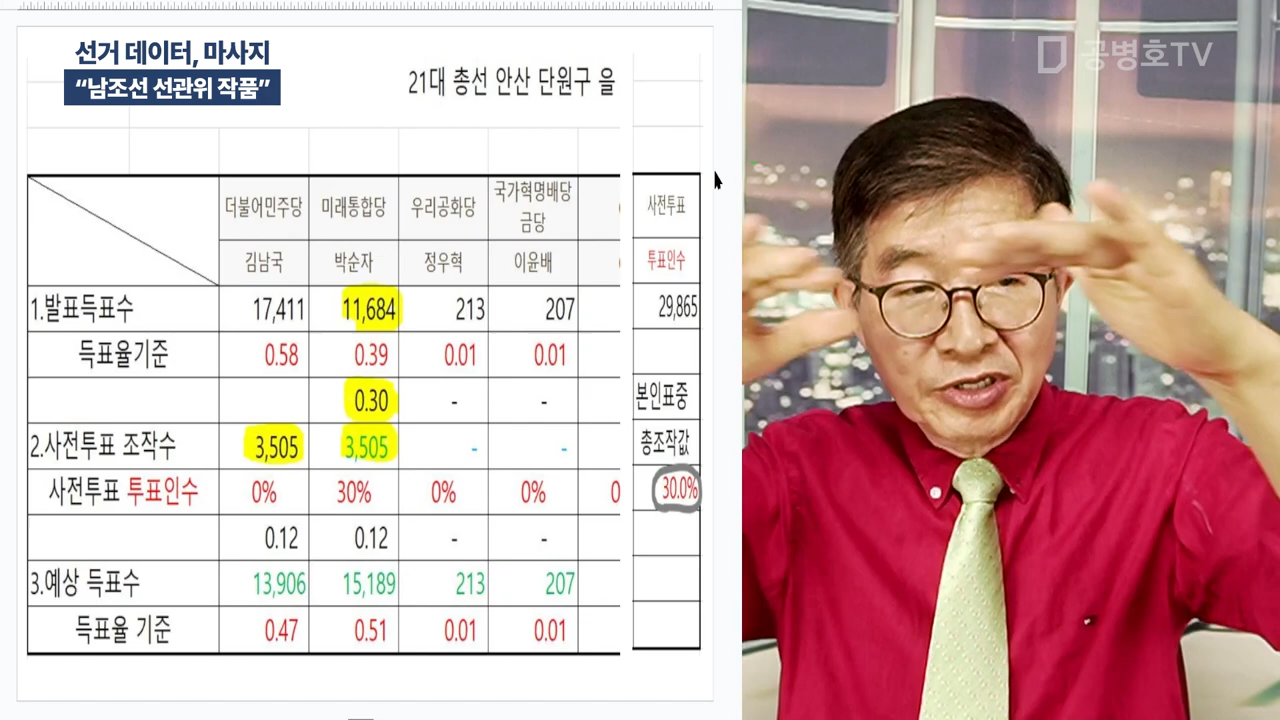 선거 데이터, 마사지
“남조선 선관위 작품”
공병호TV
21대 총선 안산 단원구 을
더불어민주당 미래통합당 우리공화당 국가혁명배당금당 사전투표
김남국 박순자 정우혁 이윤배 투표인수
1.발표득표수 17,411 11,684 213 207 29,865
득표율기준 0.58 0.39 0.01 0.01
0.30 - - 본인표중
2.사전투표 조작수 3,505 3,505 - - 총조작값
사전투표 투표인수 0% 30% 0% 0% 0 30.0%
0.12 0.12 - -
3.예상 득표수 13,906 15,189 213 207
득표율 기준 0.47 0.51 0.01 0.01